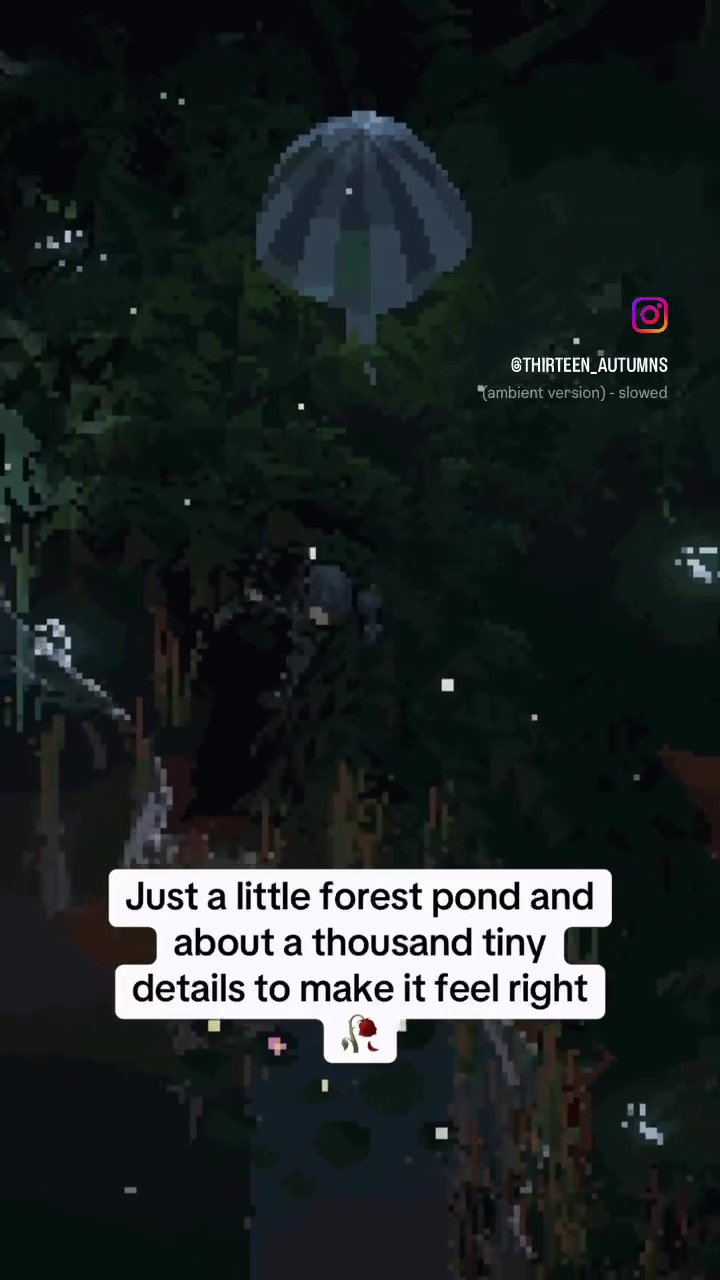 @THIRTEEN_AUTUMNS
(ambient version) - slowed
Just a little forest pond and
about a thousand tiny
details to make it feel right
🥀